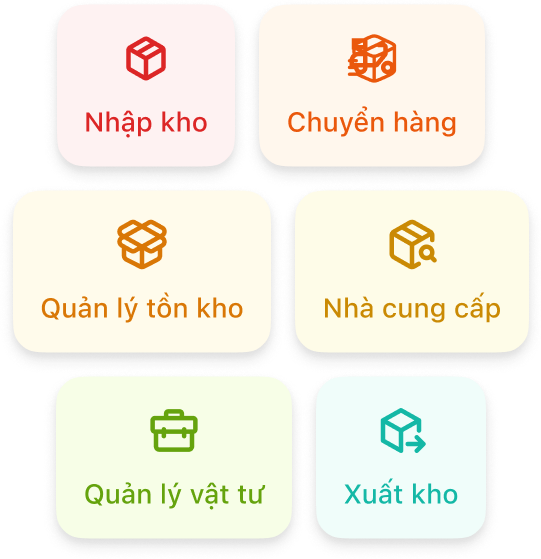 Nhập kho
Chuyển hàng
Quản lý tồn kho
Nhà cung cấp
Quản lý vật tư
Xuất kho